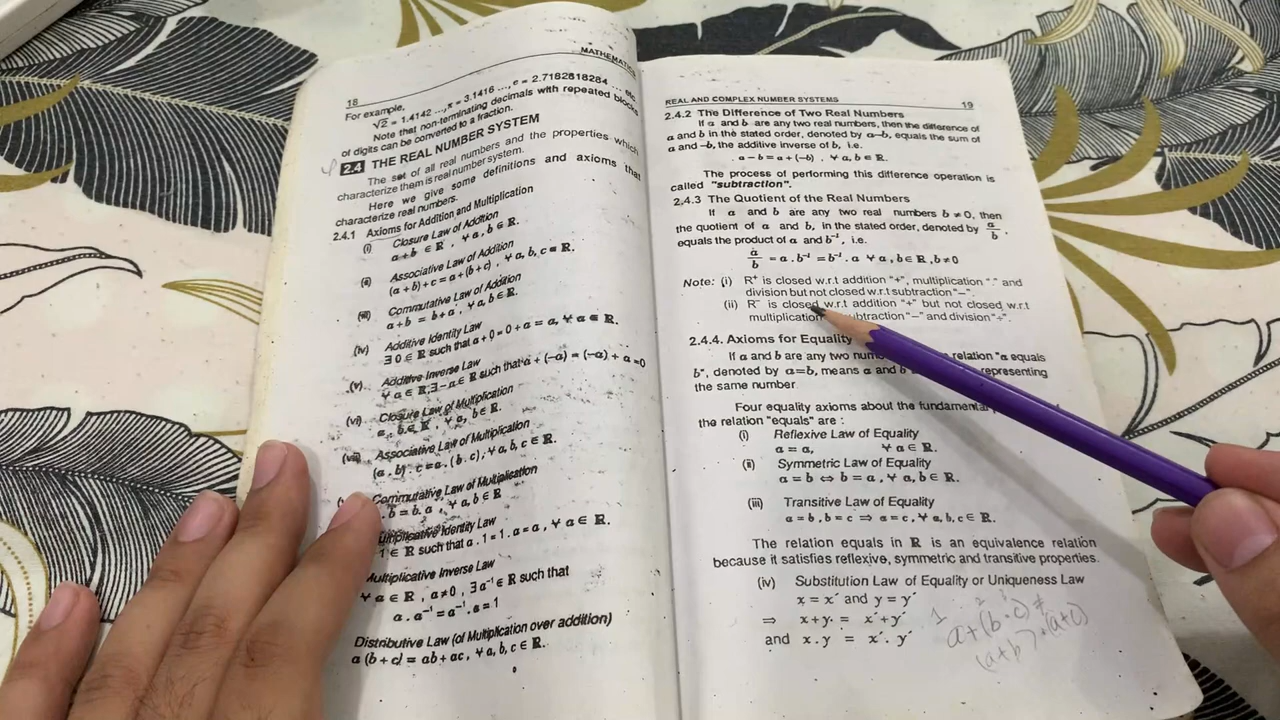 18
MATHEMATICS
For example,
√2 = 1.4142 ..., π = 3.1416 ..., e = 2.7182818284 ... etc
Note that non-terminating decimals with repeated blocks
of digits can be converted to a fraction.
2.4 THE REAL NUMBER SYSTEM
The set of all real numbers and the properties which
characterize them is real number system.
Here we give some definitions and axioms that
characterize real numbers.
2.4.1 Axioms for Addition and Multiplication
(i) Closure Law of Addition
a+b ∈ ℝ , ∀ a, b ∈ ℝ.
(ii) Associative Law of Addition
(a+b)+c = a+(b+c) , ∀ a, b, c ∈ ℝ.
(iii) Commutative Law of Addition
a+b = b+a , ∀ a, b ∈ ℝ.
(iv) Additive Identity Law
∃ 0 ∈ ℝ such that a+0 = 0+a = a, ∀ a ∈ ℝ.
(v) Additive Inverse Law
∀ a ∈ ℝ, ∃ −a ∈ ℝ such that a+(−a) = (−a)+a =0
(vi) Closure Law of Multiplication
a . b ∈ ℝ, ∀ a, b ∈ ℝ.
(vii) Associative Law of Multiplication
(a . b) . c = a . (b . c), ∀ a, b, c ∈ ℝ.
Commutative Law of Multiplication
. b = b. a , ∀ a, b ∈ ℝ
Multiplicative Identity Law
1 ∈ ℝ such that a . 1 = 1 . a = a , ∀ a ∈ ℝ.
Multiplicative Inverse Law
∀ a ∈ ℝ , a≠0 , ∃ a⁻¹ ∈ ℝ such that
a . a⁻¹ = a⁻¹ . a = 1
Distributive Law (of Multiplication over addition)
a (b + c) = ab + ac, ∀ a, b, c ∈ ℝ.
REAL AND COMPLEX NUMBER SYSTEMS 19
2.4.2 The Difference of Two Real Numbers
If a and b are any two real numbers, then the difference of
a and b in the stated order, denoted by a–b, equals the sum of
a and –b, the additive inverse of b, i.e.
a – b = a + (–b) , ∀ a, b ∈ ℝ.
The process of performing this difference operation is
called "subtraction".
2.4.3 The Quotient of the Real Numbers
If a and b are any two real numbers b ≠ 0, then
the quotient of a and b, in the stated order, denoted by a/b ,
equals the product of a and b⁻¹, i.e.
a/b = a . b⁻¹ = b⁻¹ . a ∀ a, b ∈ ℝ, b≠0
Note: (i) R⁺ is closed w.r.t addition "+", multiplication "." and
division but not closed w.r.t subtraction "–".
(ii) R⁻ is closed w.r.t addition "+" but not closed w.r.t
multiplication subtraction "–" and division "÷".
2.4.4. Axioms for Equality
If a and b are any two relation "a equals
b", denoted by a=b, means a and b representing
the same number.
Four equality axioms about the fundamental
the relation "equals" are :
(i) Reflexive Law of Equality
a = a, ∀ a ∈ ℝ.
(ii) Symmetric Law of Equality
a = b ⇔ b = a , ∀ a, b ∈ ℝ.
(iii) Transitive Law of Equality
a = b , b = c ⇒ a = c, ∀ a, b, c ∈ ℝ.
The relation equals in ℝ is an equivalence relation
because it satisfies reflexive, symmetric and transitive properties.
(iv) Substitution Law of Equality or Uniqueness Law
x = x′ and y = y′
⇒ x + y = x′ + y′
and x . y = x′ . y′
1 2 3
a+(b·c) ≠
(a+b)·(a+c)